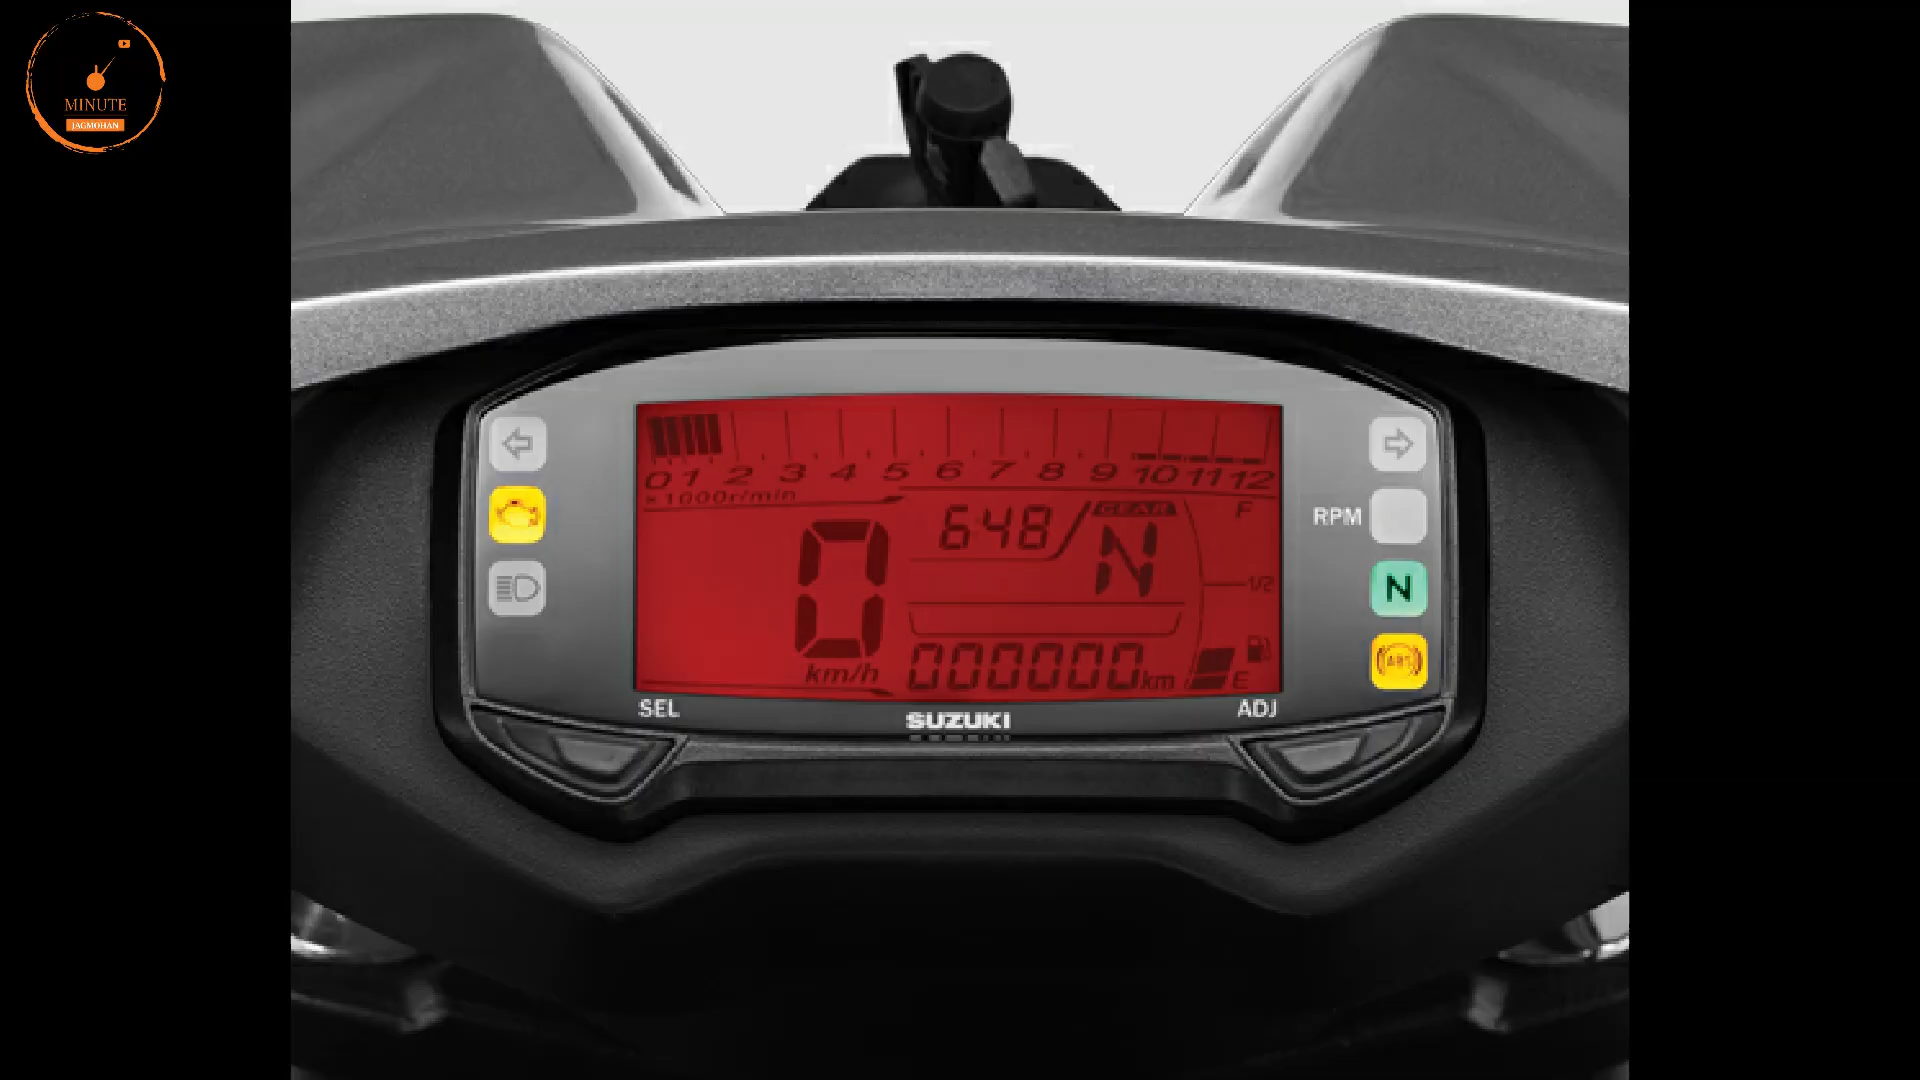 MINUTE
JAGMOHAN
0 1 2 3 4 5 6 7 8 9 10 11 12
×1000r/min
648
GEAR
N
F
0
1/2
km/h
000000km
E
RPM
N
ABS
SEL
SUZUKI
ADJ